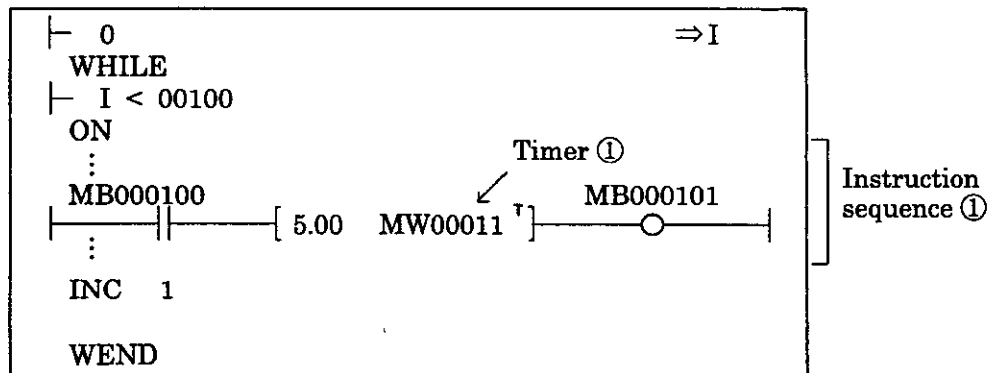 0 ⇒I
WHILE
I < 00100
ON
⋮
Timer ①
MB000100 MB000101
5.00 MW00011 T
⋮
INC 1
WEND
Instruction
sequence ①